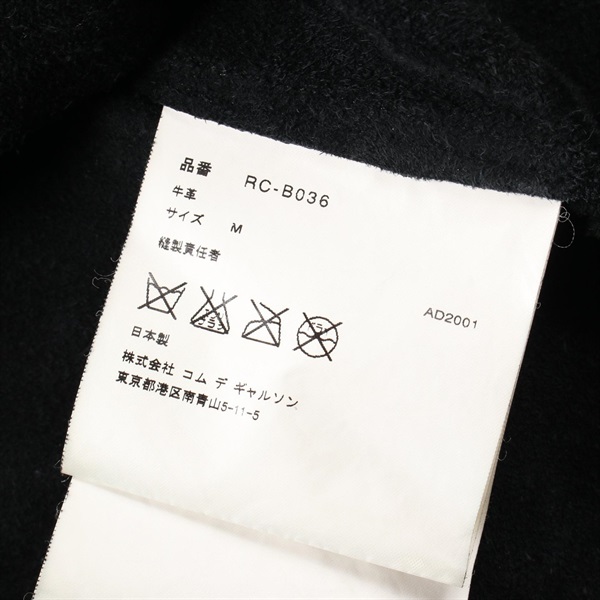 品番 RC-B036
牛革
サイズ M
縫製責任者
AD2001
日本製
株式会社 コム デ ギャルソン
東京都港区南青山5-11-5